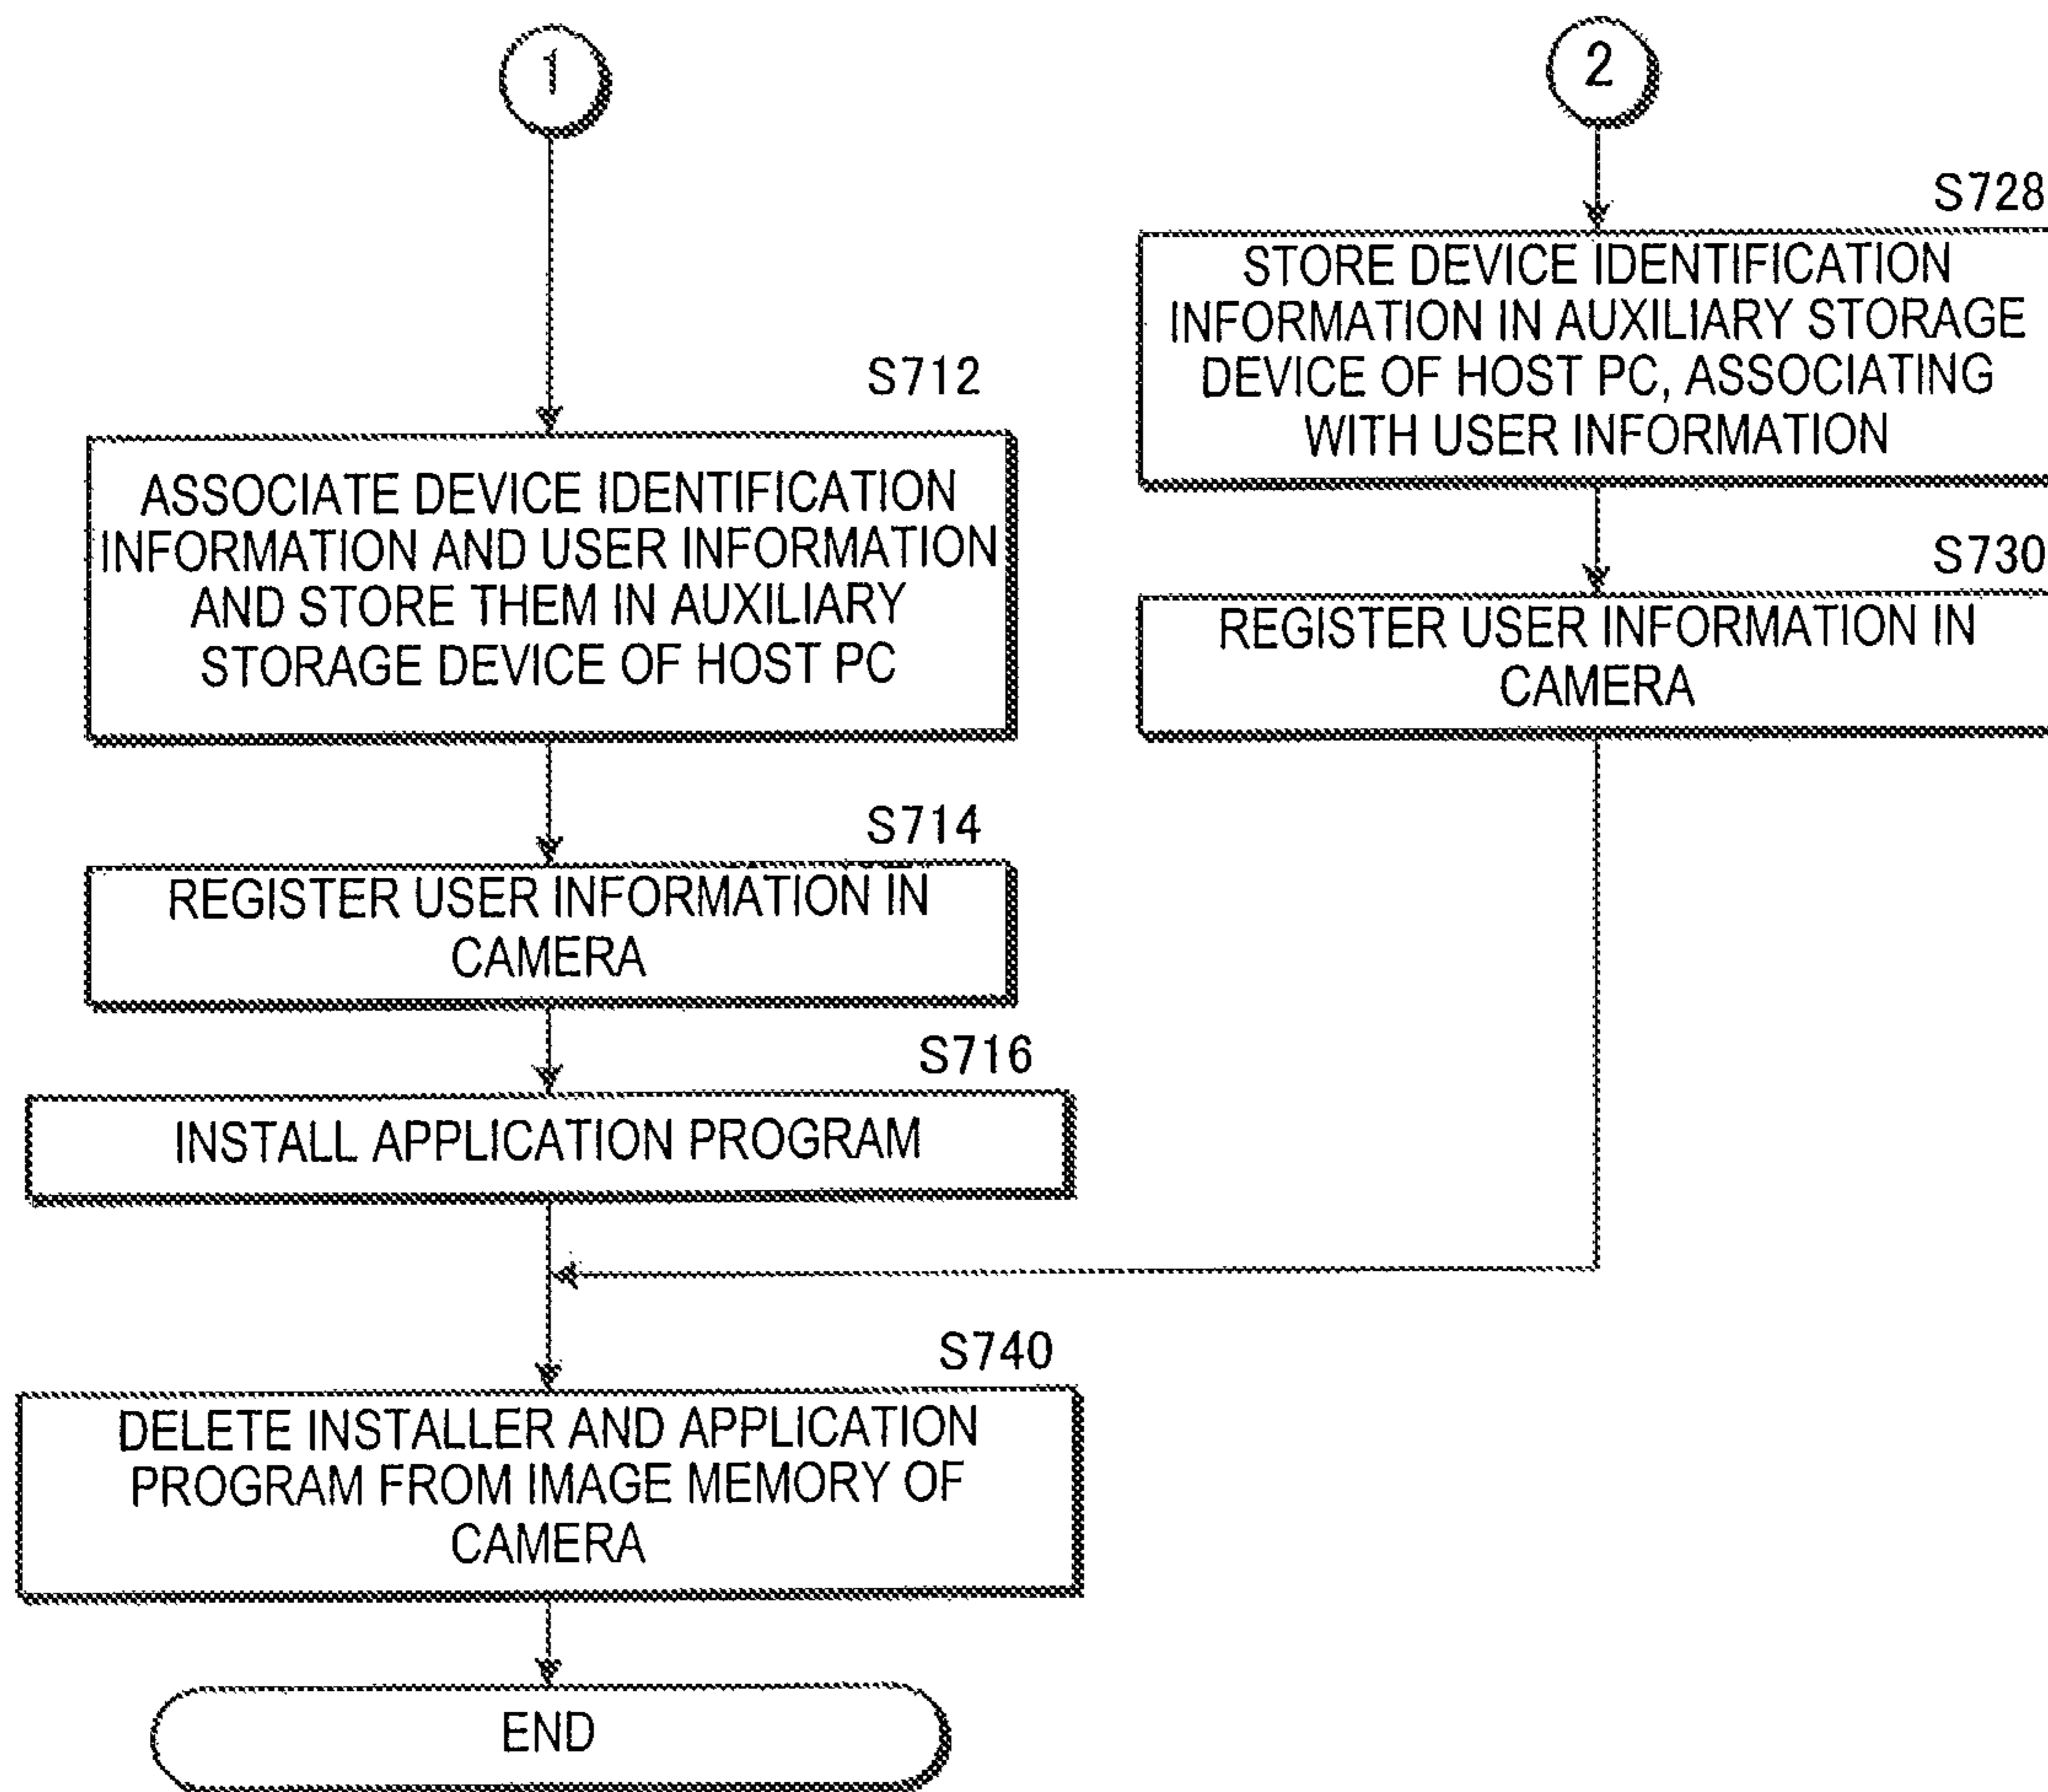 1
S712
ASSOCIATE DEVICE IDENTIFICATION
INFORMATION AND USER INFORMATION
AND STORE THEM IN AUXILIARY
STORAGE DEVICE OF HOST PC
S714
REGISTER USER INFORMATION IN
CAMERA
S716
INSTALL APPLICATION PROGRAM
2
S728
STORE DEVICE IDENTIFICATION
INFORMATION IN AUXILIARY STORAGE
DEVICE OF HOST PC, ASSOCIATING
WITH USER INFORMATION
S730
REGISTER USER INFORMATION IN
CAMERA
S740
DELETE INSTALLER AND APPLICATION
PROGRAM FROM IMAGE MEMORY OF
CAMERA
END